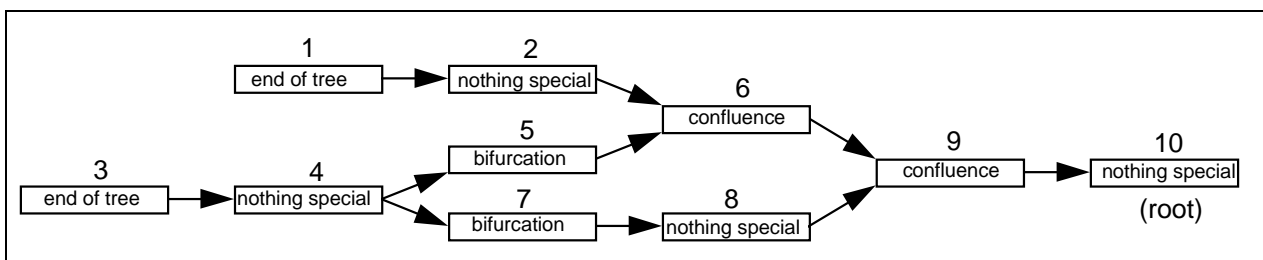 1
end of tree
2
nothing special
6
confluence
5
bifurcation
9
confluence
10
nothing special
(root)
3
end of tree
4
nothing special
7
bifurcation
8
nothing special